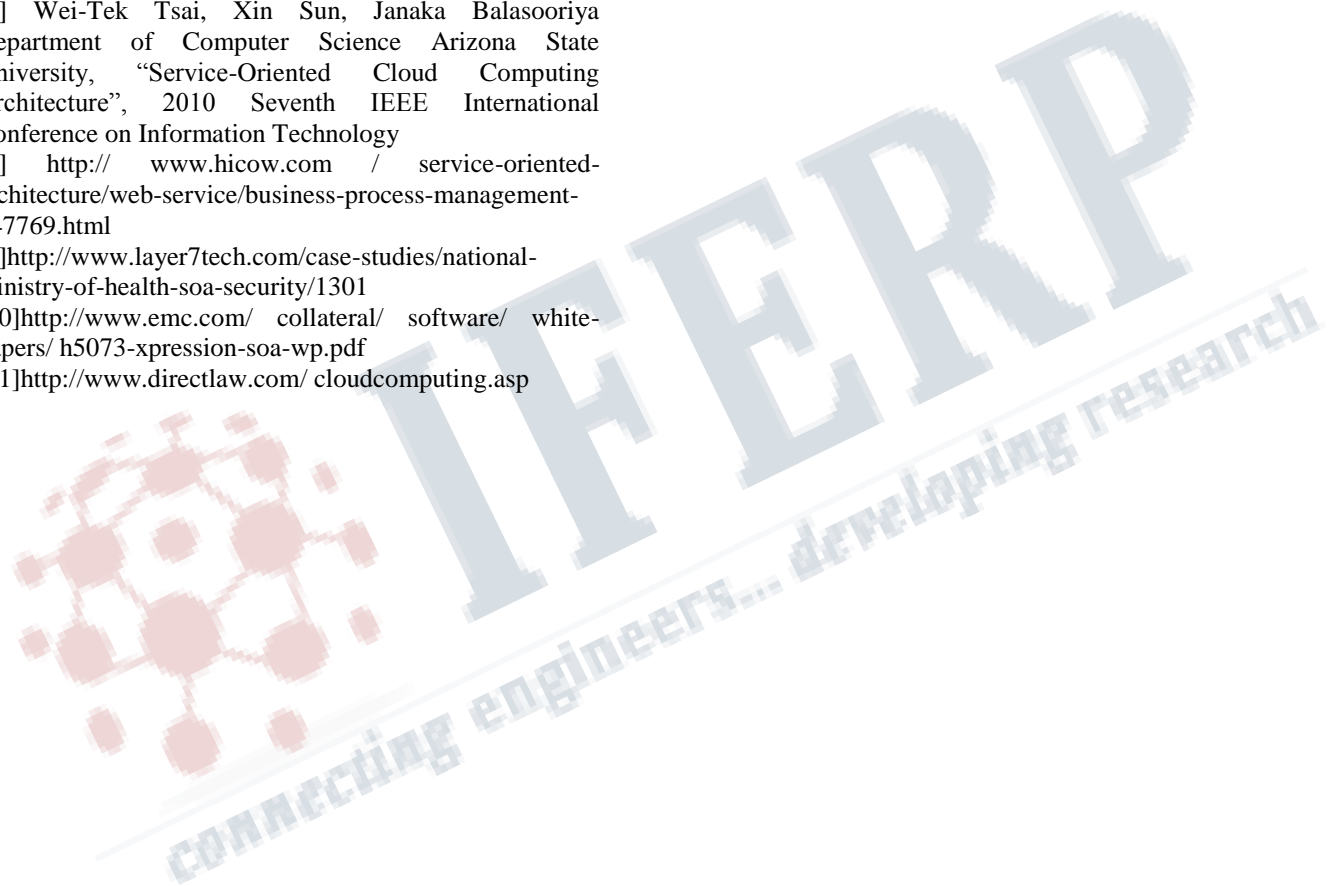 ] Wei-Tek Tsai, Xin Sun, Janaka Balasooriya
epartment of Computer Science Arizona State
niversity, “Service-Oriented Cloud Computing
rchitecture”, 2010 Seventh IEEE International
onference on Information Technology
] http:// www.hicow.com / service-oriented-
chitecture/web-service/business-process-management-
-7769.html
]http://www.layer7tech.com/case-studies/national-
inistry-of-health-soa-security/1301
0]http://www.emc.com/ collateral/ software/ white-
pers/ h5073-xpression-soa-wp.pdf
1]http://www.directlaw.com/ cloudcomputing.asp
IFERP
connecting engineers... developing research